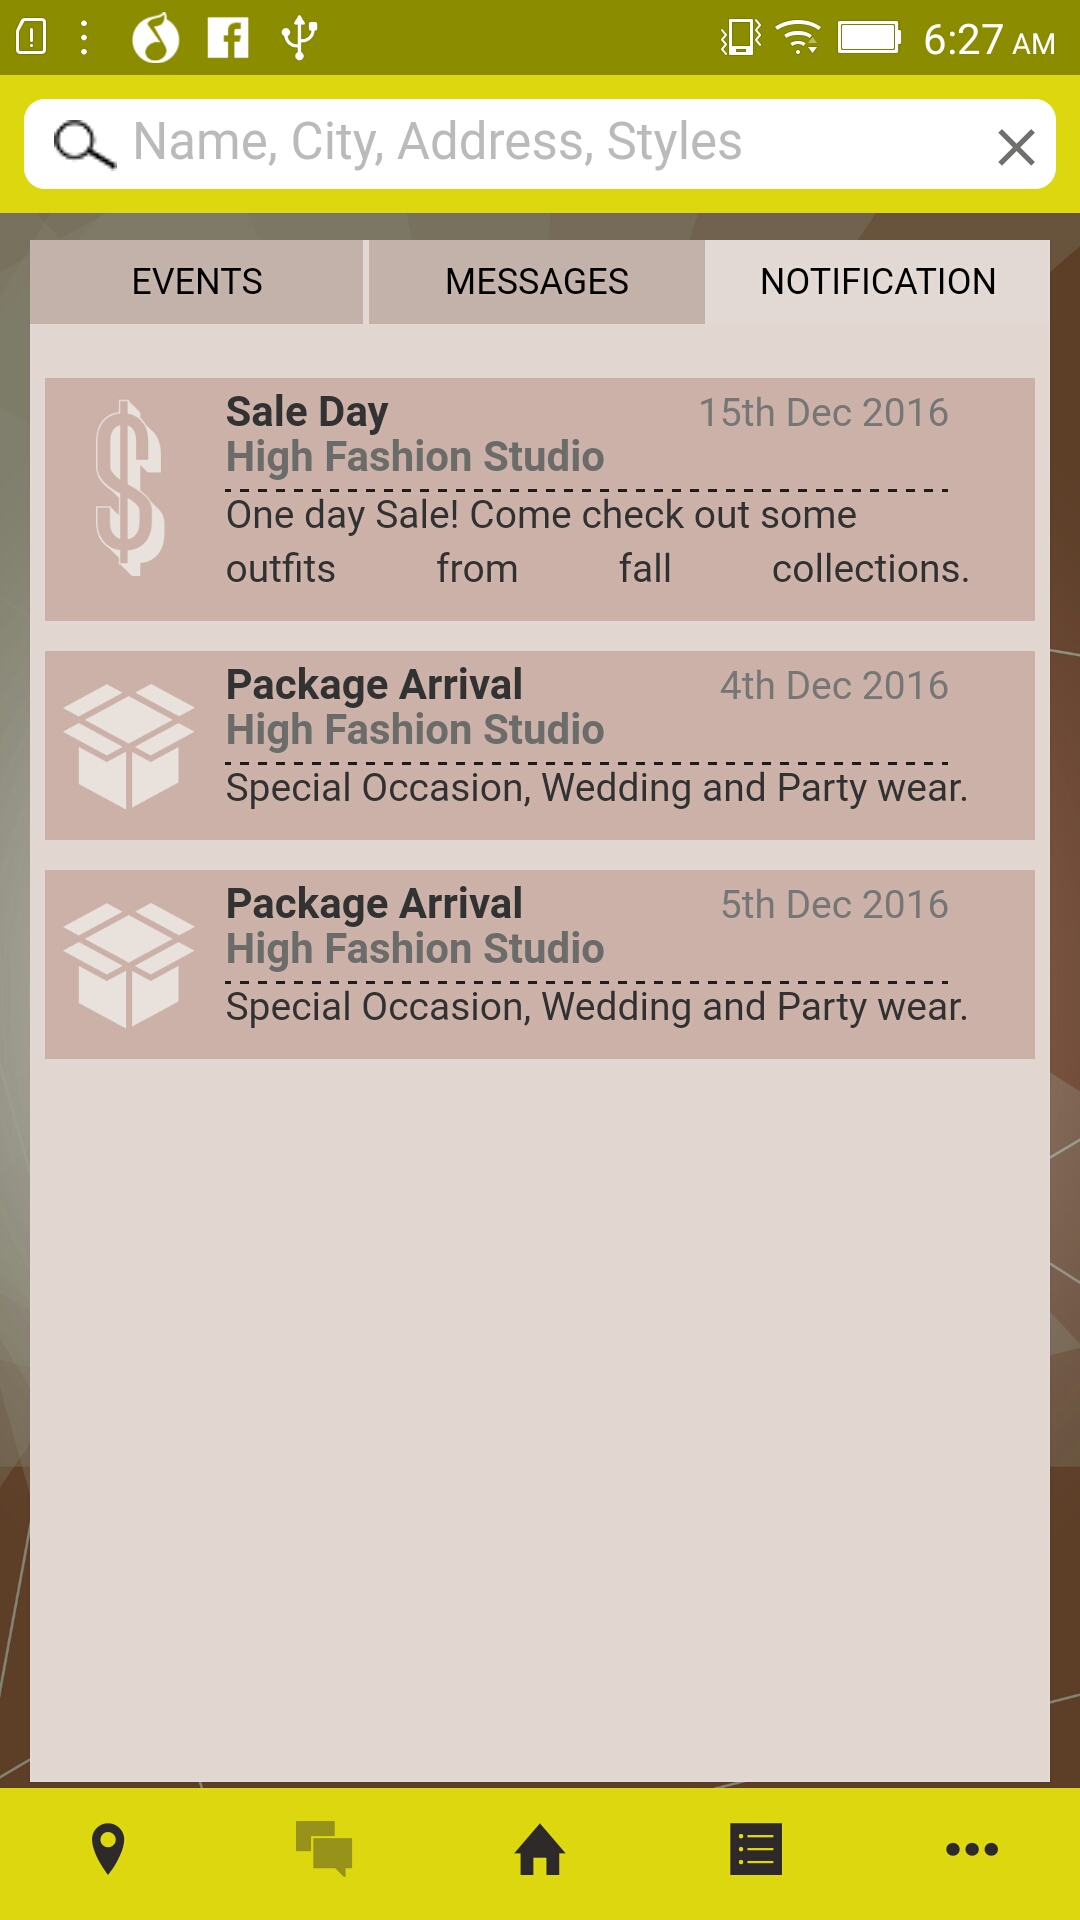 6:27 AM
Name, City, Address, Styles
EVENTS
MESSAGES
NOTIFICATION
Sale Day
15th Dec 2016
High Fashion Studio
One day Sale! Come check out some
outfits from fall collections.
Package Arrival
4th Dec 2016
High Fashion Studio
Special Occasion, Wedding and Party wear.
Package Arrival
5th Dec 2016
High Fashion Studio
Special Occasion, Wedding and Party wear.